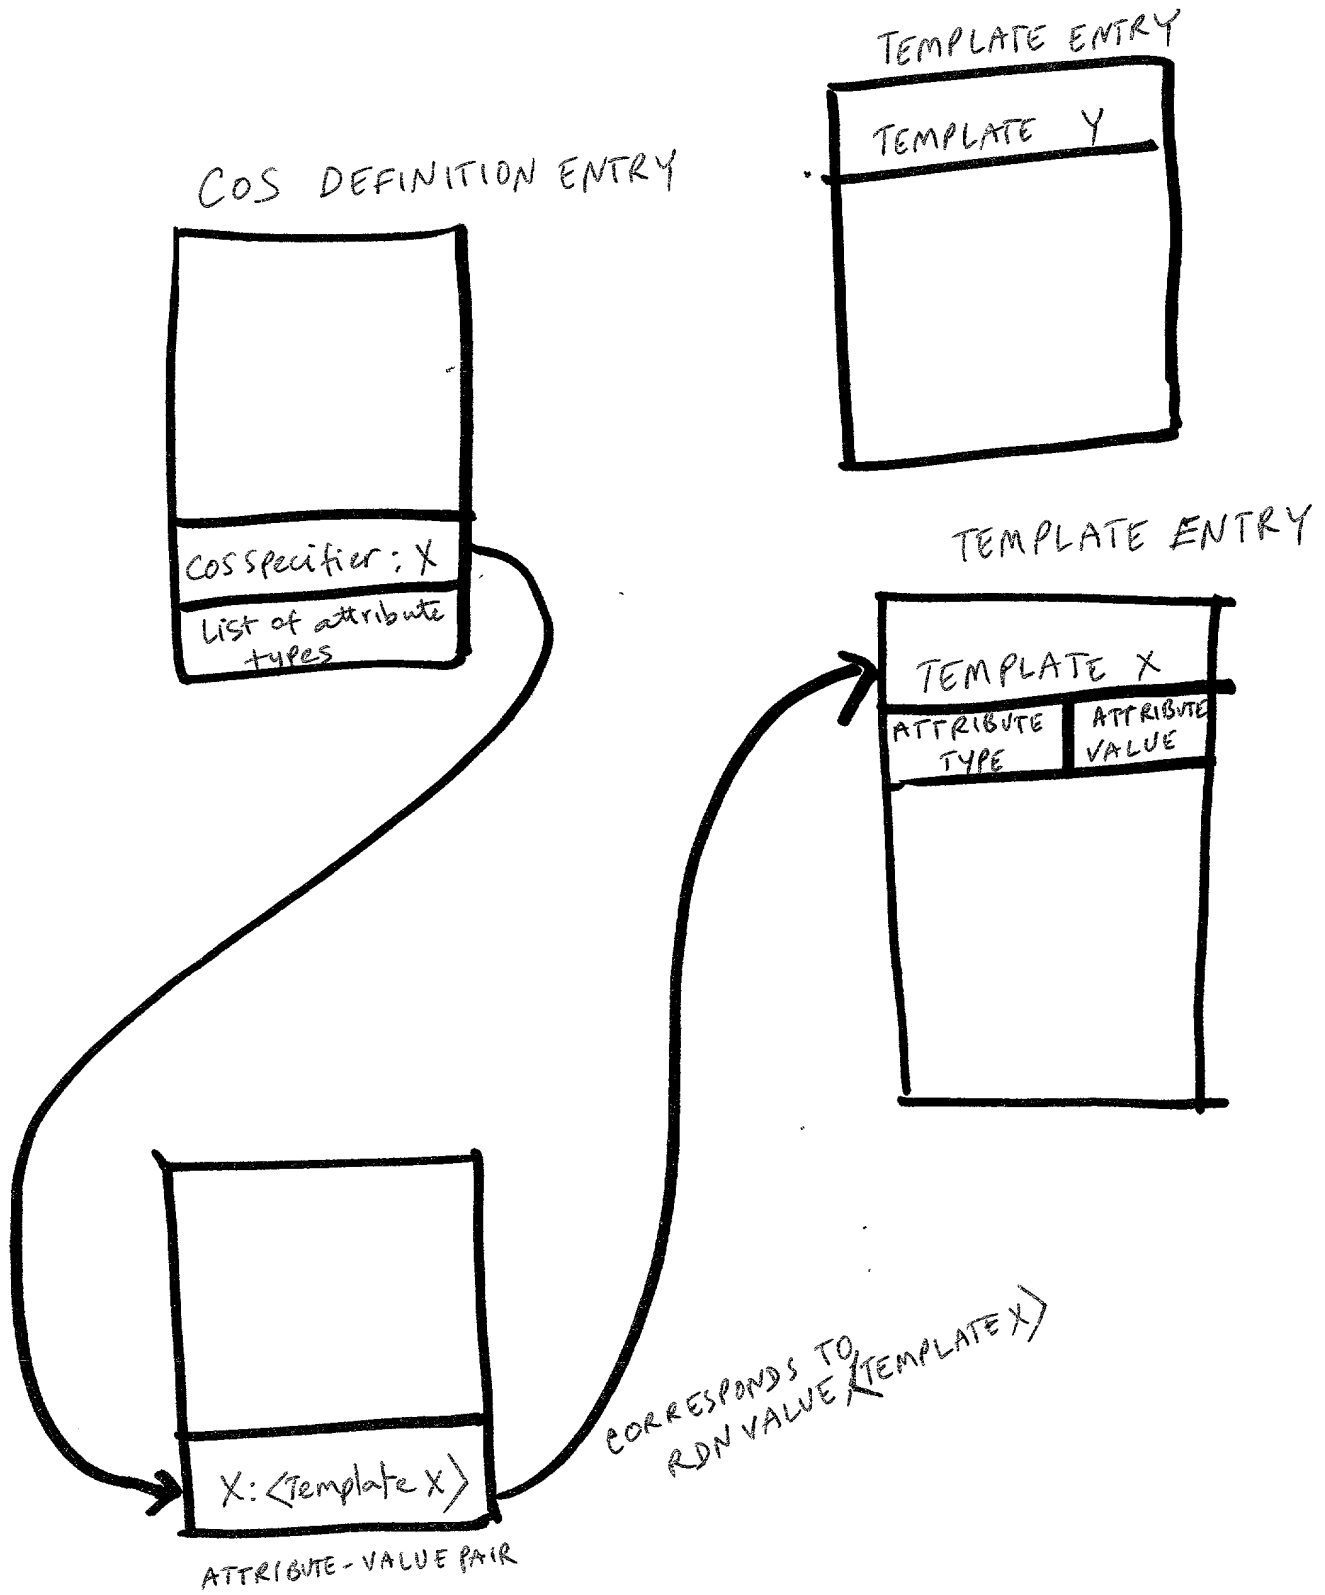 TEMPLATE ENTRY
TEMPLATE Y
COS DEFINITION ENTRY
cosspecifier: X
List of attribute
types
TEMPLATE ENTRY
TEMPLATE X
ATTRIBUTE
TYPE
ATTRIBUTE
VALUE
X: <Template X>
ATTRIBUTE-VALUE PAIR
CORRESPONDS TO
RDN VALUE <TEMPLATE X>